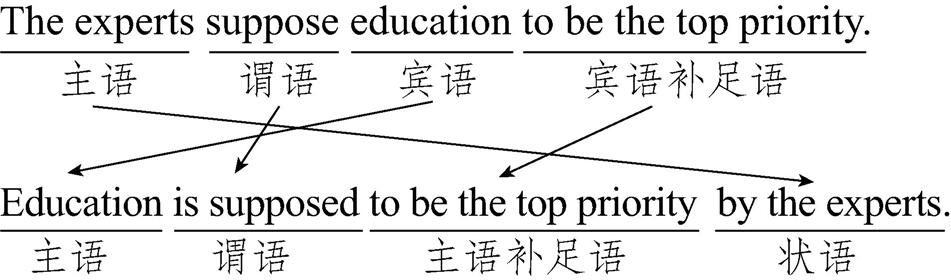 The experts suppose education to be the top priority.
主语 谓语 宾语 宾语补足语
Education is supposed to be the top priority by the experts.
主语 谓语 主语补足语 状语